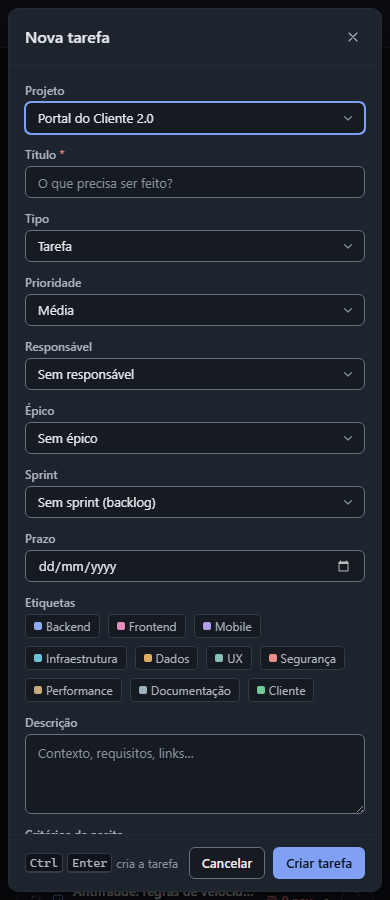 Nova tarefa
Projeto
Portal do Cliente 2.0
Título *
O que precisa ser feito?
Tipo
Tarefa
Prioridade
Média
Responsável
Sem responsável
Épico
Sem épico
Sprint
Sem sprint (backlog)
Prazo
dd/mm/yyyy
Etiquetas
Backend Frontend Mobile
Infraestrutura Dados UX Segurança
Performance Documentação Cliente
Descrição
Contexto, requisitos, links...
Ctrl Enter cria a tarefa Cancelar Criar tarefa